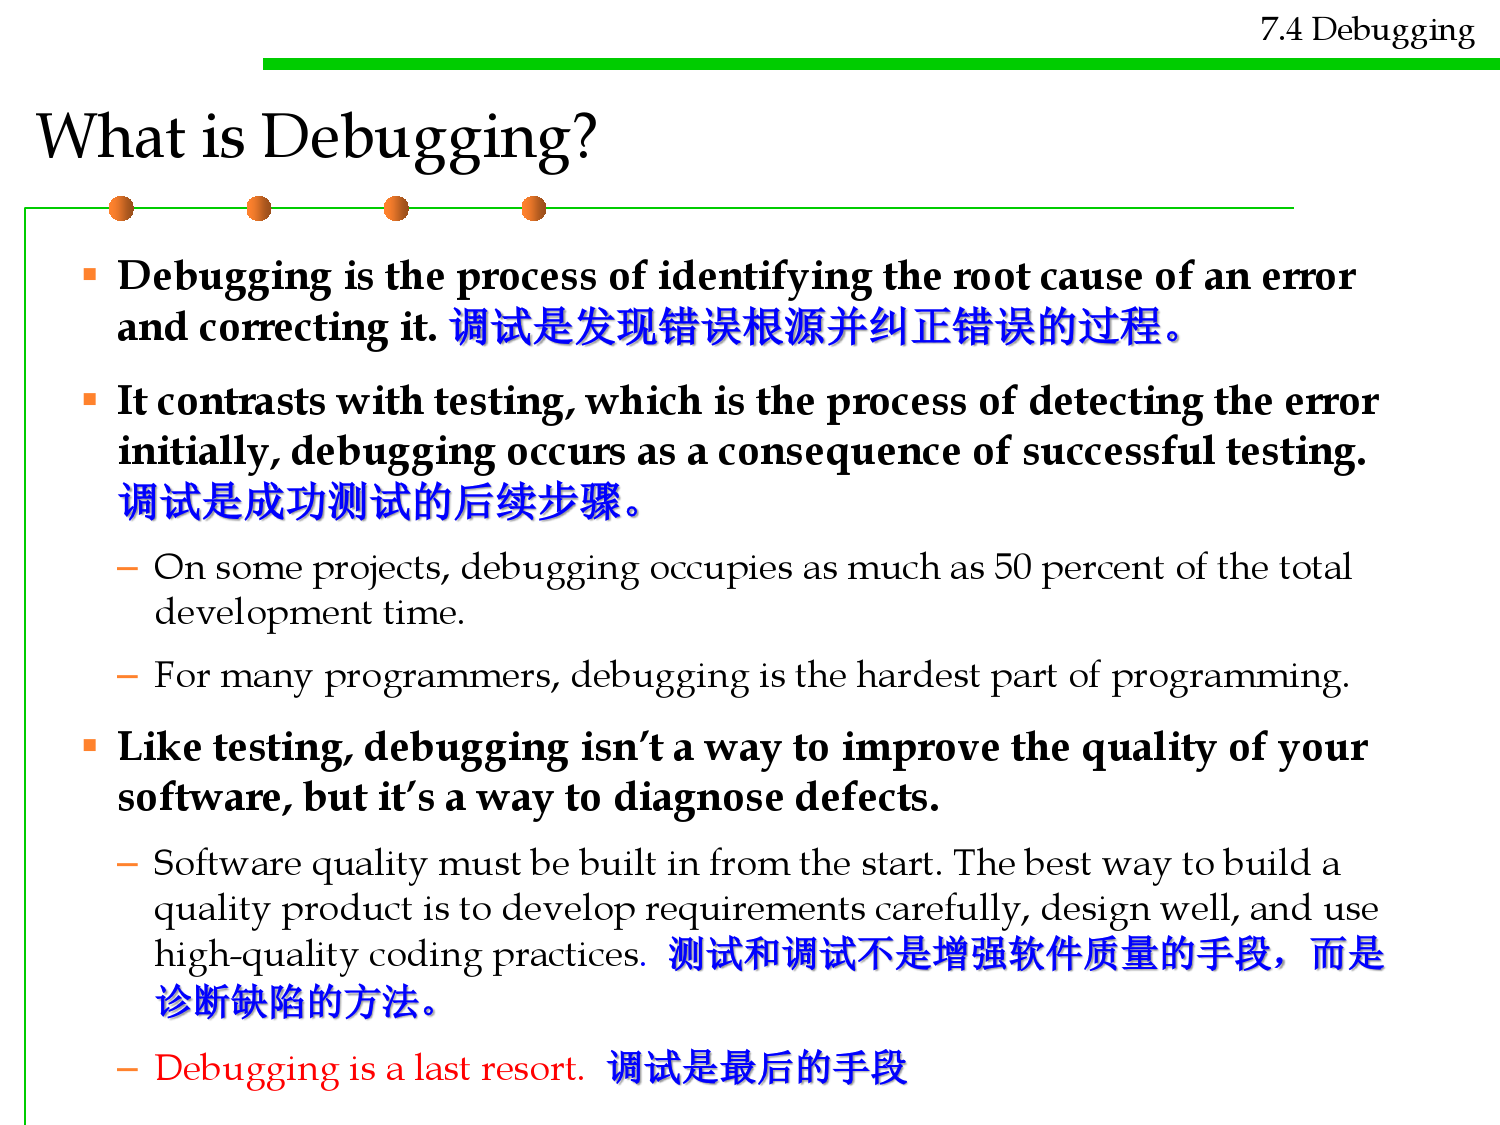 7.4 Debugging
What is Debugging?
▪ Debugging is the process of identifying the root cause of an error
and correcting it. 调试是发现错误根源并纠正错误的过程。
▪ It contrasts with testing, which is the process of detecting the error
initially, debugging occurs as a consequence of successful testing.
调试是成功测试的后续步骤。
– On some projects, debugging occupies as much as 50 percent of the total
development time.
– For many programmers, debugging is the hardest part of programming.
▪ Like testing, debugging isn’t a way to improve the quality of your
software, but it’s a way to diagnose defects.
– Software quality must be built in from the start. The best way to build a
quality product is to develop requirements carefully, design well, and use
high-quality coding practices. 测试和调试不是增强软件质量的手段，而是
诊断缺陷的方法。
– Debugging is a last resort. 调试是最后的手段